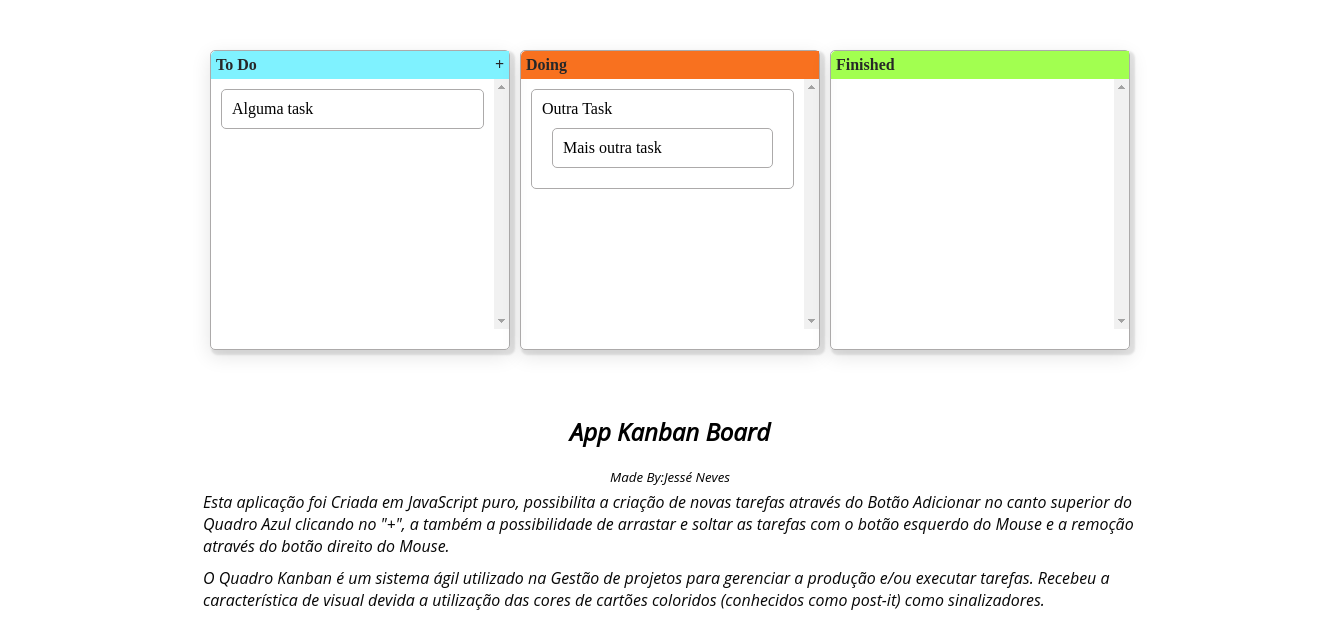 To Do +
Alguma task
Doing
Outra Task
Mais outra task
Finished
App Kanban Board
Made By:Jessé Neves
Esta aplicação foi Criada em JavaScript puro, possibilita a criação de novas tarefas através do Botão Adicionar no canto superior do
Quadro Azul clicando no "+", a também a possibilidade de arrastar e soltar as tarefas com o botão esquerdo do Mouse e a remoção
através do botão direito do Mouse.
O Quadro Kanban é um sistema ágil utilizado na Gestão de projetos para gerenciar a produção e/ou executar tarefas. Recebeu a
característica de visual devida a utilização das cores de cartões coloridos (conhecidos como post-it) como sinalizadores.